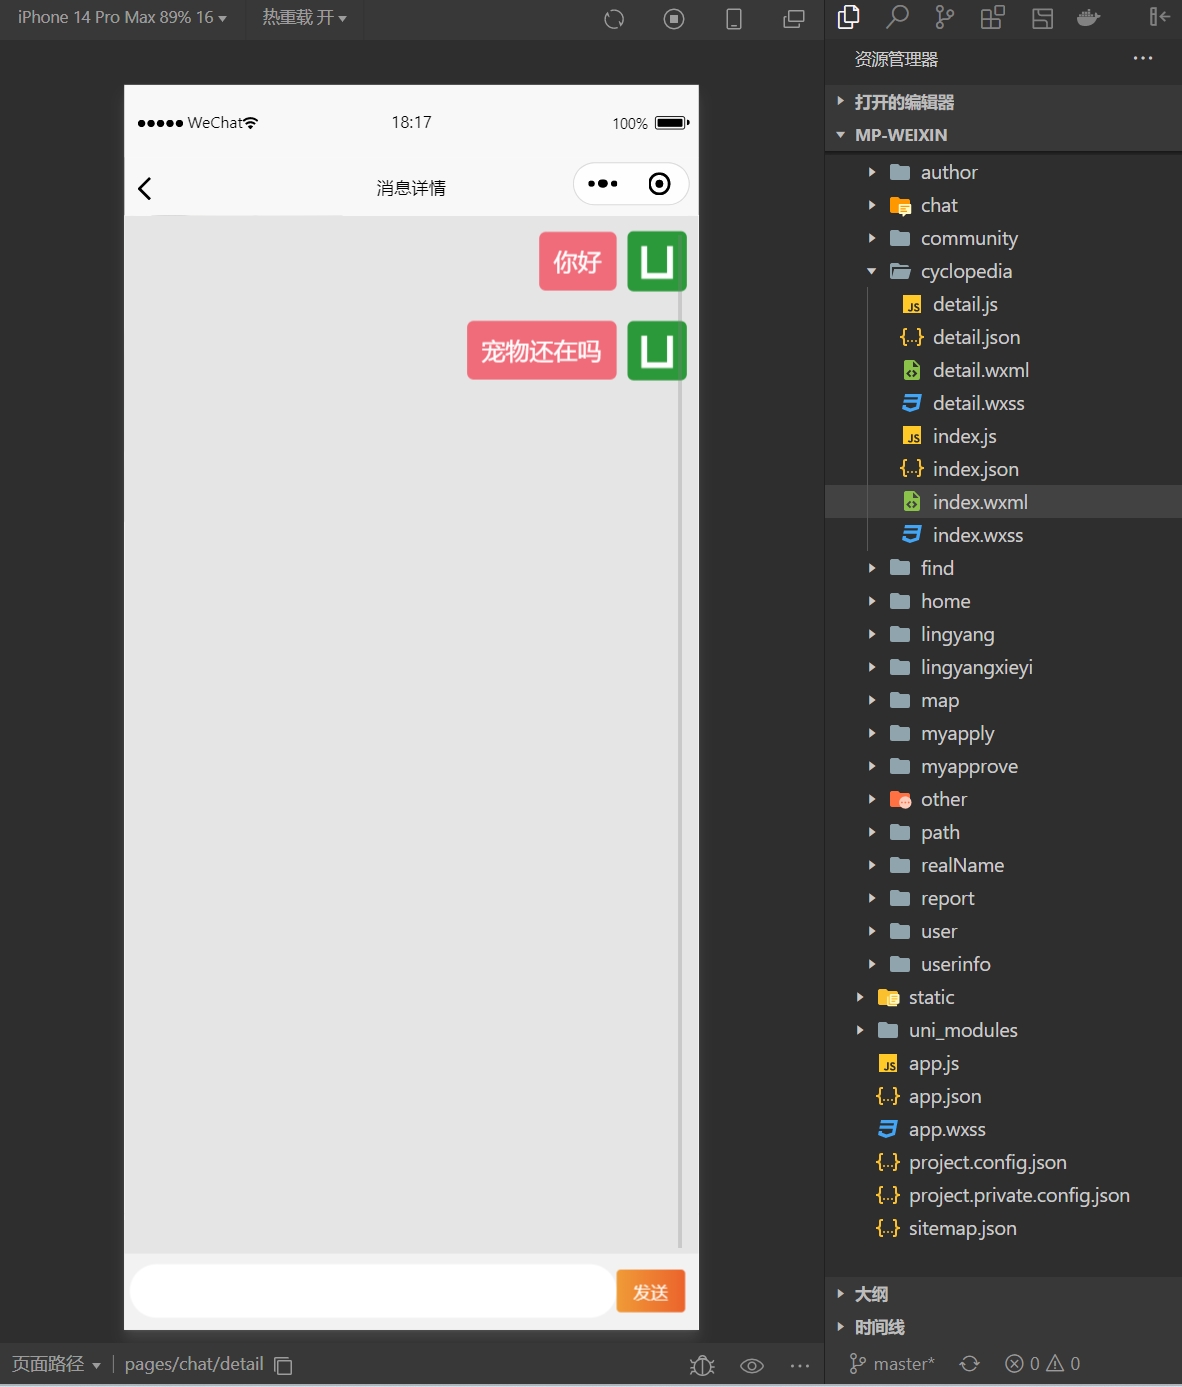 iPhone 14 Pro Max 89% 16
热重载 开
WeChat
18:17
100%
消息详情
你好
宠物还在吗
发送
页面路径
pages/chat/detail
资源管理器
打开的编辑器
MP-WEIXIN
author
chat
community
cyclopedia
detail.js
detail.json
detail.wxml
detail.wxss
index.js
index.json
index.wxml
index.wxss
find
home
lingyang
lingyangxieyi
map
myapply
myapprove
other
path
realName
report
user
userinfo
static
uni_modules
app.js
app.json
app.wxss
project.config.json
project.private.config.json
sitemap.json
大纲
时间线
master*
0
0